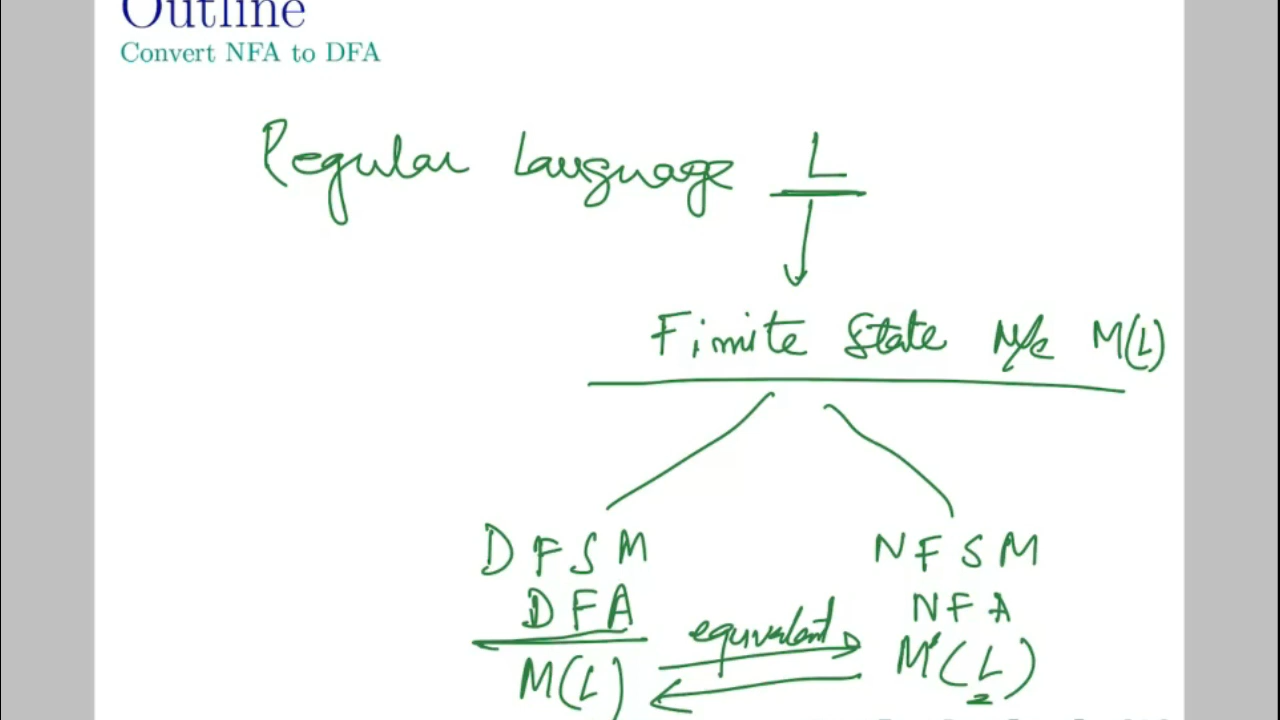 Outline
Convert NFA to DFA
Regular Language L
Finite State M/c M(L)
DFSM NFSM
DFA equivalent NFA
M(L) M'(L)